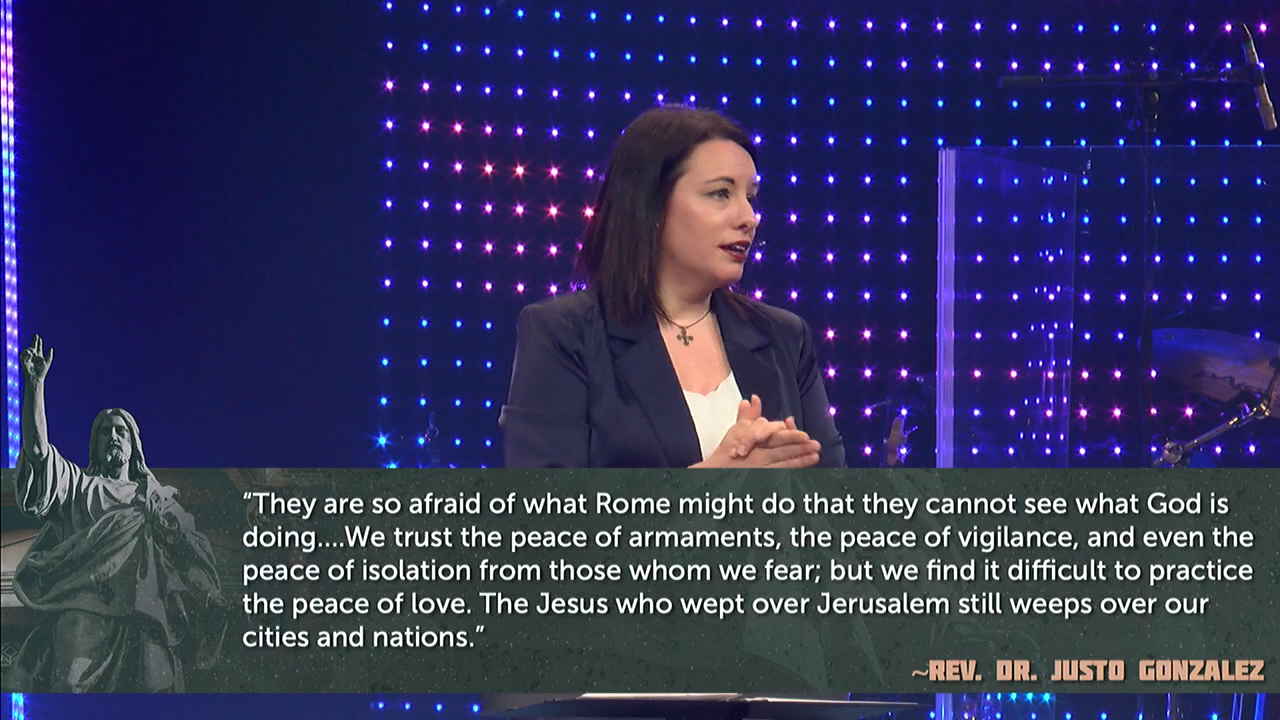 “They are so afraid of what Rome might do that they cannot see what God is
doing....We trust the peace of armaments, the peace of vigilance, and even the
peace of isolation from those whom we fear; but we find it difficult to practice
the peace of love. The Jesus who wept over Jerusalem still weeps over our
cities and nations.”
~REV. DR. JUSTO GONZALEZ